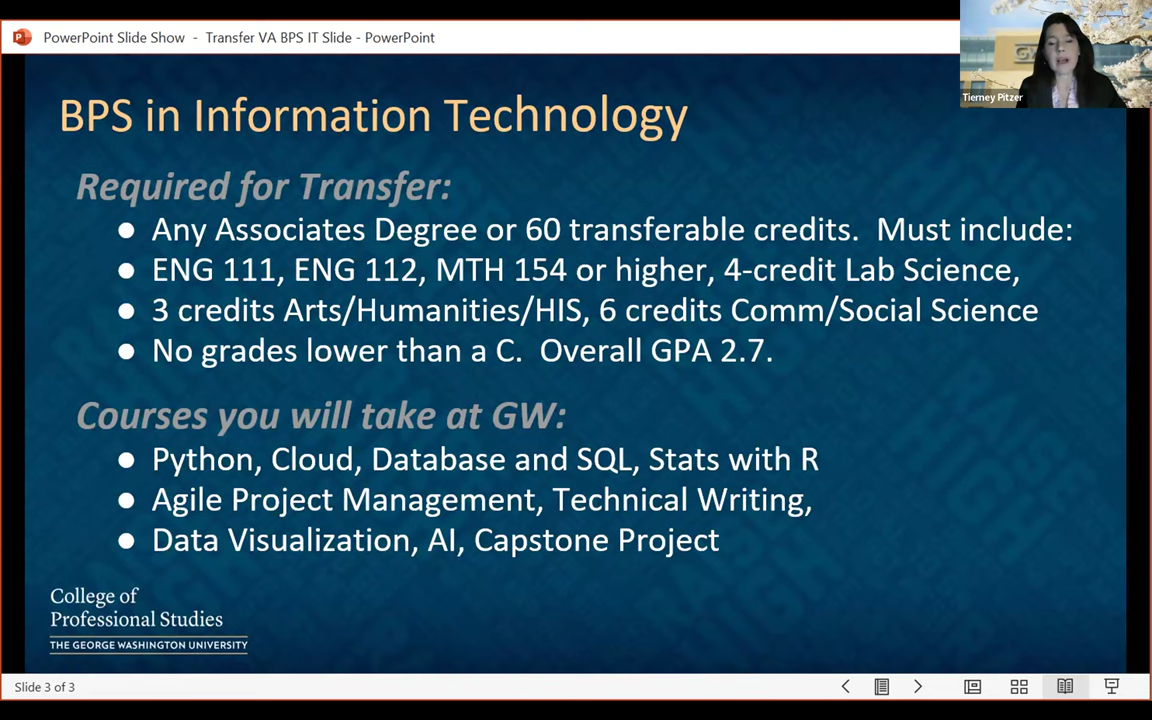 PowerPoint Slide Show - Transfer VA BPS IT Slide - PowerPoint
Tierney Pitzer
BPS in Information Technology
Required for Transfer:
● Any Associates Degree or 60 transferable credits. Must include:
● ENG 111, ENG 112, MTH 154 or higher, 4-credit Lab Science,
● 3 credits Arts/Humanities/HIS, 6 credits Comm/Social Science
● No grades lower than a C. Overall GPA 2.7.
Courses you will take at GW:
● Python, Cloud, Database and SQL, Stats with R
● Agile Project Management, Technical Writing,
● Data Visualization, AI, Capstone Project
College of
Professional Studies
THE GEORGE WASHINGTON UNIVERSITY
Slide 3 of 3